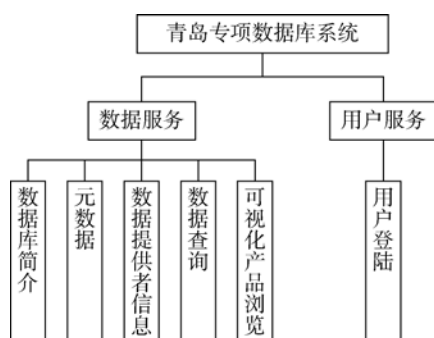 青岛专项数据库系统
数据服务
用户服务
数据库简介
元数据
数据提供者信息
数据查询
可视化产品浏览
用户登陆